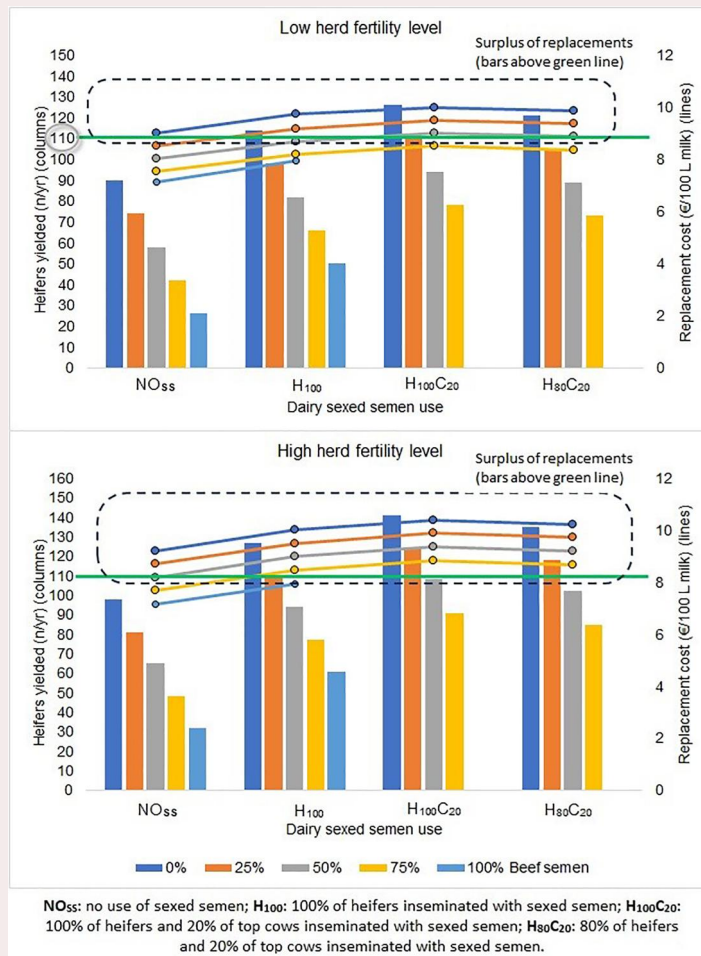 Low herd fertility level
Surplus of replacements
(bars above green line)
Heifers yielded (n/yr) (columns)
150
140
130
120
110
100
90
80
70
60
50
40
30
20
10
0
12
10
8
6
4
2
0
Replacement cost (€/100 L milk) (lines)
NOss H₁₀₀ H₁₀₀C₂₀ H₈₀C₂₀
Dairy sexed semen use
High herd fertility level
Surplus of replacements
(bars above green line)
Heifers yielded (n/yr) (columns)
160
150
140
130
120
110
100
90
80
70
60
50
40
30
20
10
0
12
10
8
6
4
2
0
Replacement cost (€/100 L milk) (lines)
NOss H₁₀₀ H₁₀₀C₂₀ H₈₀C₂₀
Dairy sexed semen use
0% 25% 50% 75% 100% Beef semen
NOss: no use of sexed semen; H₁₀₀: 100% of heifers inseminated with sexed semen; H₁₀₀C₂₀:
100% of heifers and 20% of top cows inseminated with sexed semen; H₈₀C₂₀: 80% of heifers
and 20% of top cows inseminated with sexed semen.